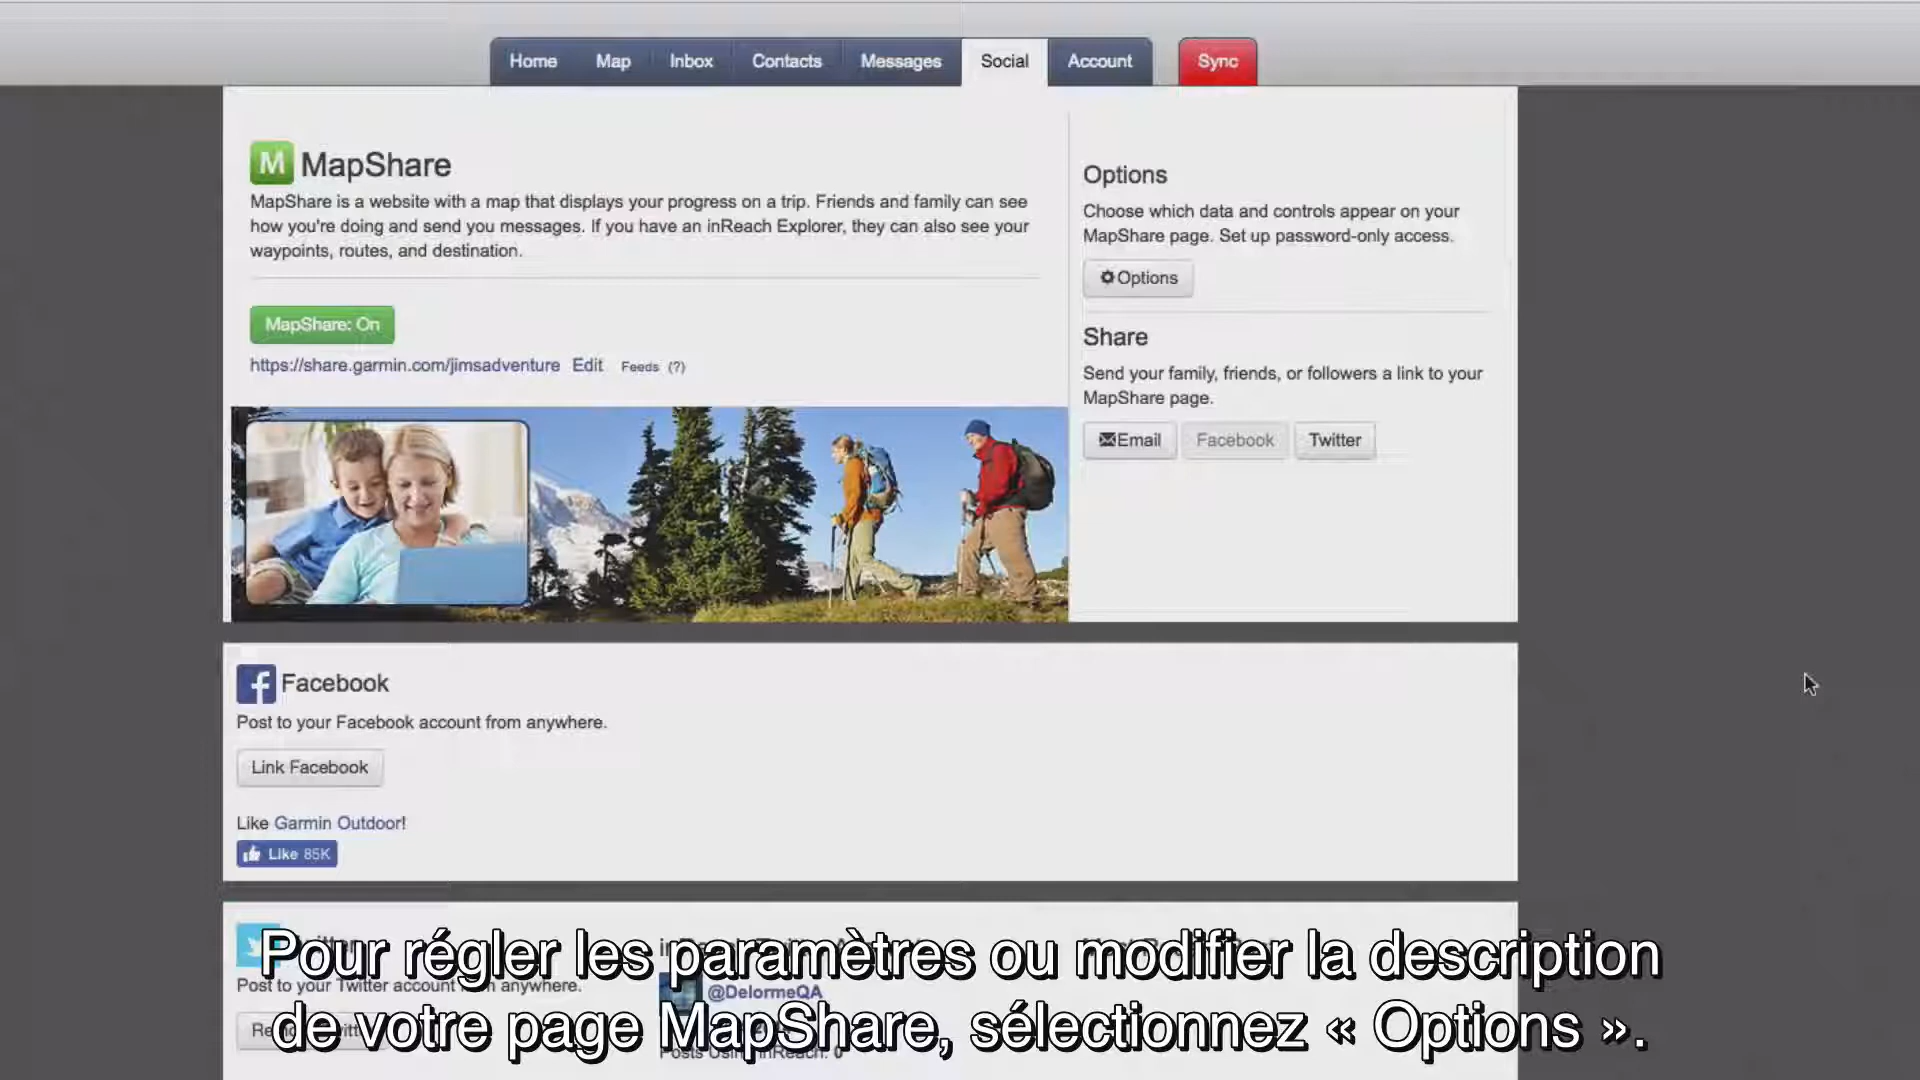 Home Map Inbox Contacts Messages Social Account Sync
M MapShare
MapShare is a website with a map that displays your progress on a trip. Friends and family can see
how you're doing and send you messages. If you have an inReach Explorer, they can also see your
waypoints, routes, and destination.
MapShare: On
https://share.garmin.com/jimsadventure Edit Feeds (?)
Options
Choose which data and controls appear on your
MapShare page. Set up password-only access.
Options
Share
Send your family, friends, or followers a link to your
MapShare page.
Email Facebook Twitter
Facebook
Post to your Facebook account from anywhere.
Link Facebook
Like Garmin Outdoor!
Like 85K
Post to your Twitter account anywhere.
@DelormeQA
Posts Using inReach: 0
Pour régler les paramètres ou modifier la description
de votre page MapShare, sélectionnez « Options ».